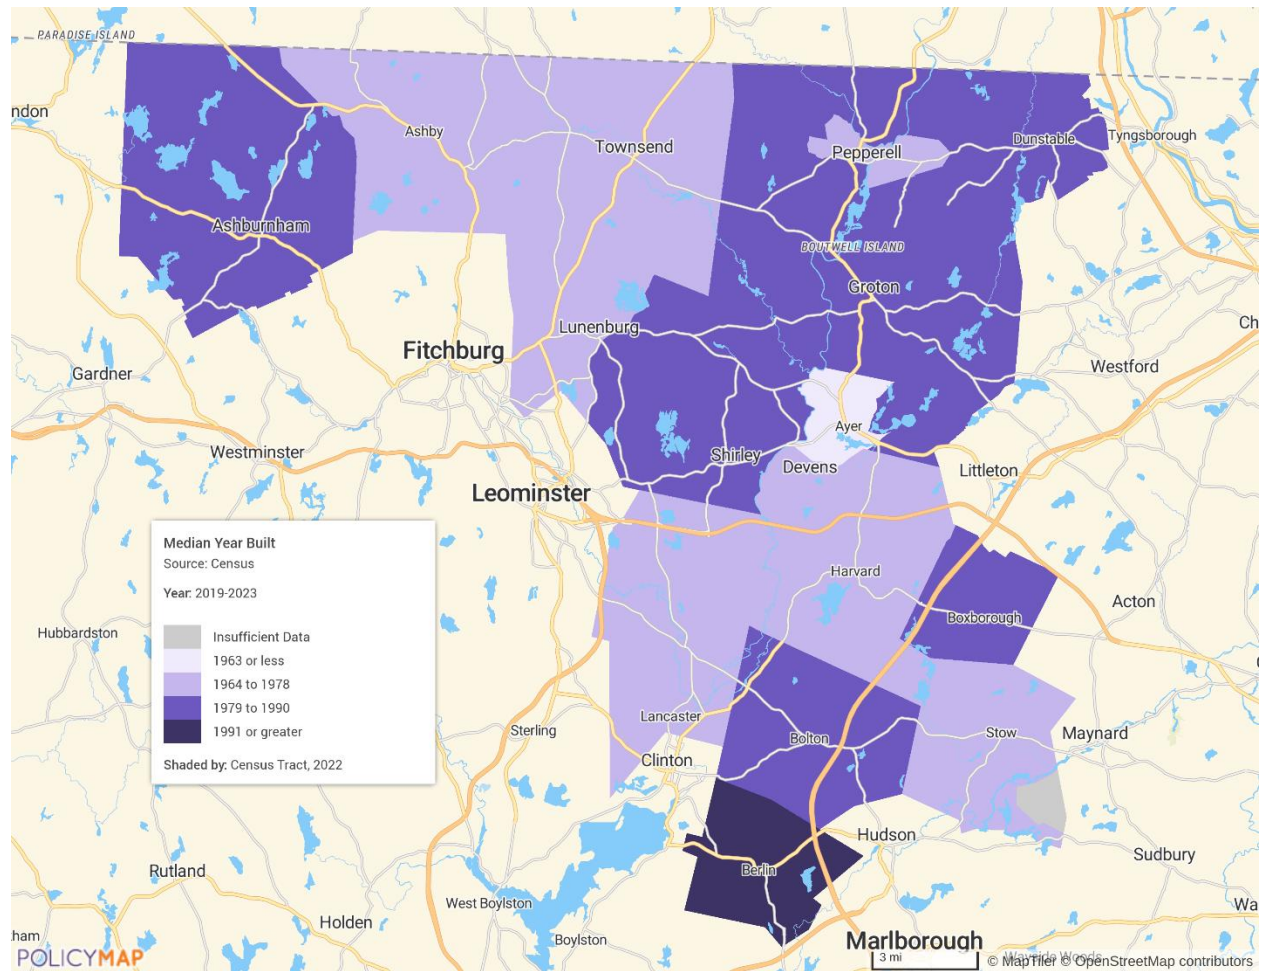 PARADISE ISLAND
ndon
Ashby
Townsend
Pepperell
Dunstable
Tyngsborough
Ashburnham
BOUTWELL ISLAND
Groton
Lunenburg
Ch
Fitchburg
Gardner
Westford
Ayer
Westminster
Shirley
Devens
Littleton
Leominster
Median Year Built
Source: Census
Year: 2019-2023
Insufficient Data
1963 or less
1964 to 1978
1979 to 1990
1991 or greater
Shaded by: Census Tract, 2022
Harvard
Acton
Boxborough
Hubbardston
Lancaster
Sterling
Bolton
Stow
Maynard
Clinton
Hudson
Sudbury
Rutland
Berlin
West Boylston
Wa
Holden
ham
Boylston
Marlborough
POLICYMAP
3 mi
Wayside Woods
© MapTiler © OpenStreetMap contributors